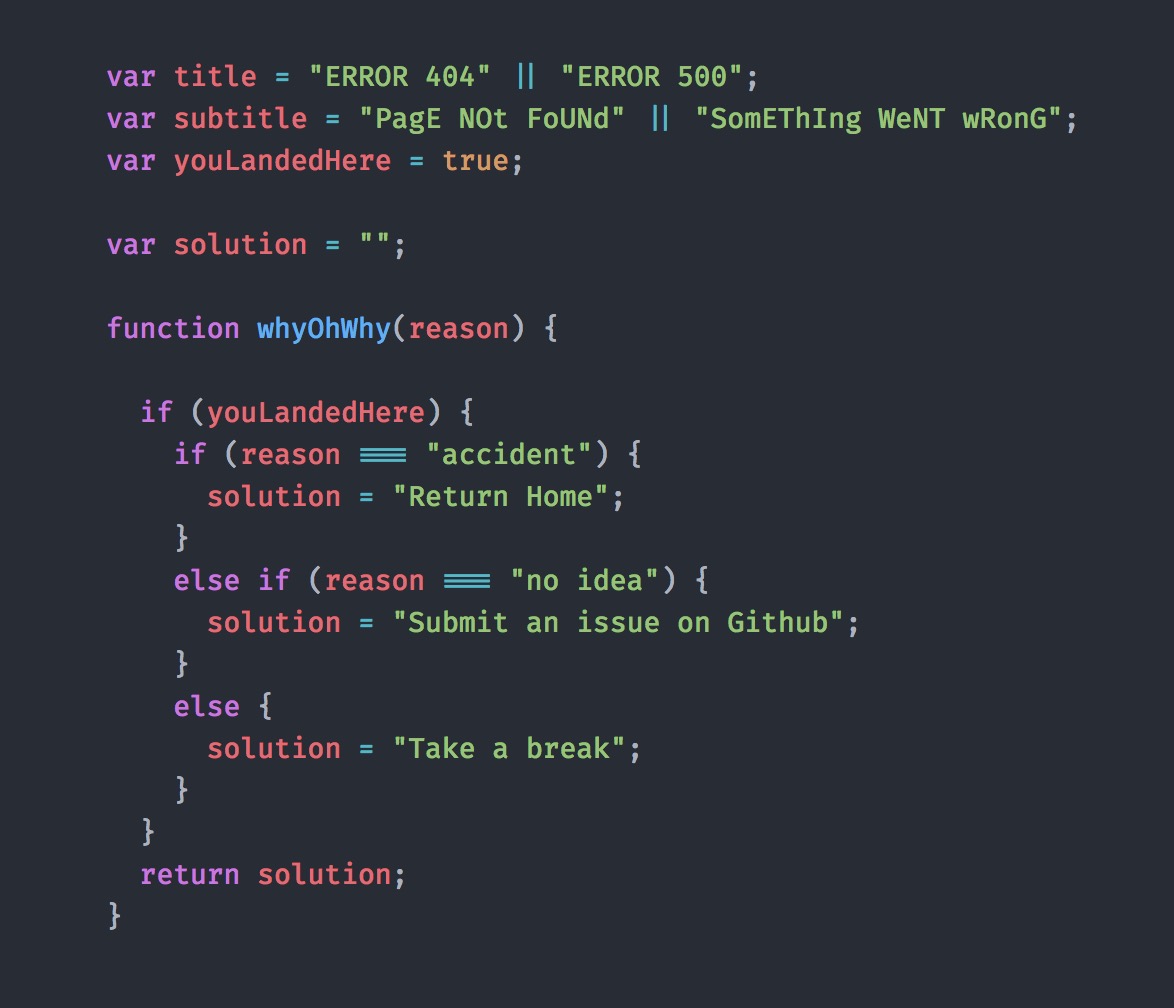 var title = "ERROR 404" || "ERROR 500";
var subtitle = "PagE NOt FoUNd" || "SomEThIng WeNT wRonG";
var youLandedHere = true;

var solution = "";

function whyOhWhy(reason) {

  if (youLandedHere) {
    if (reason === "accident") {
      solution = "Return Home";
    }
    else if (reason === "no idea") {
      solution = "Submit an issue on Github";
    }
    else {
      solution = "Take a break";
    }
  }
  return solution;
}